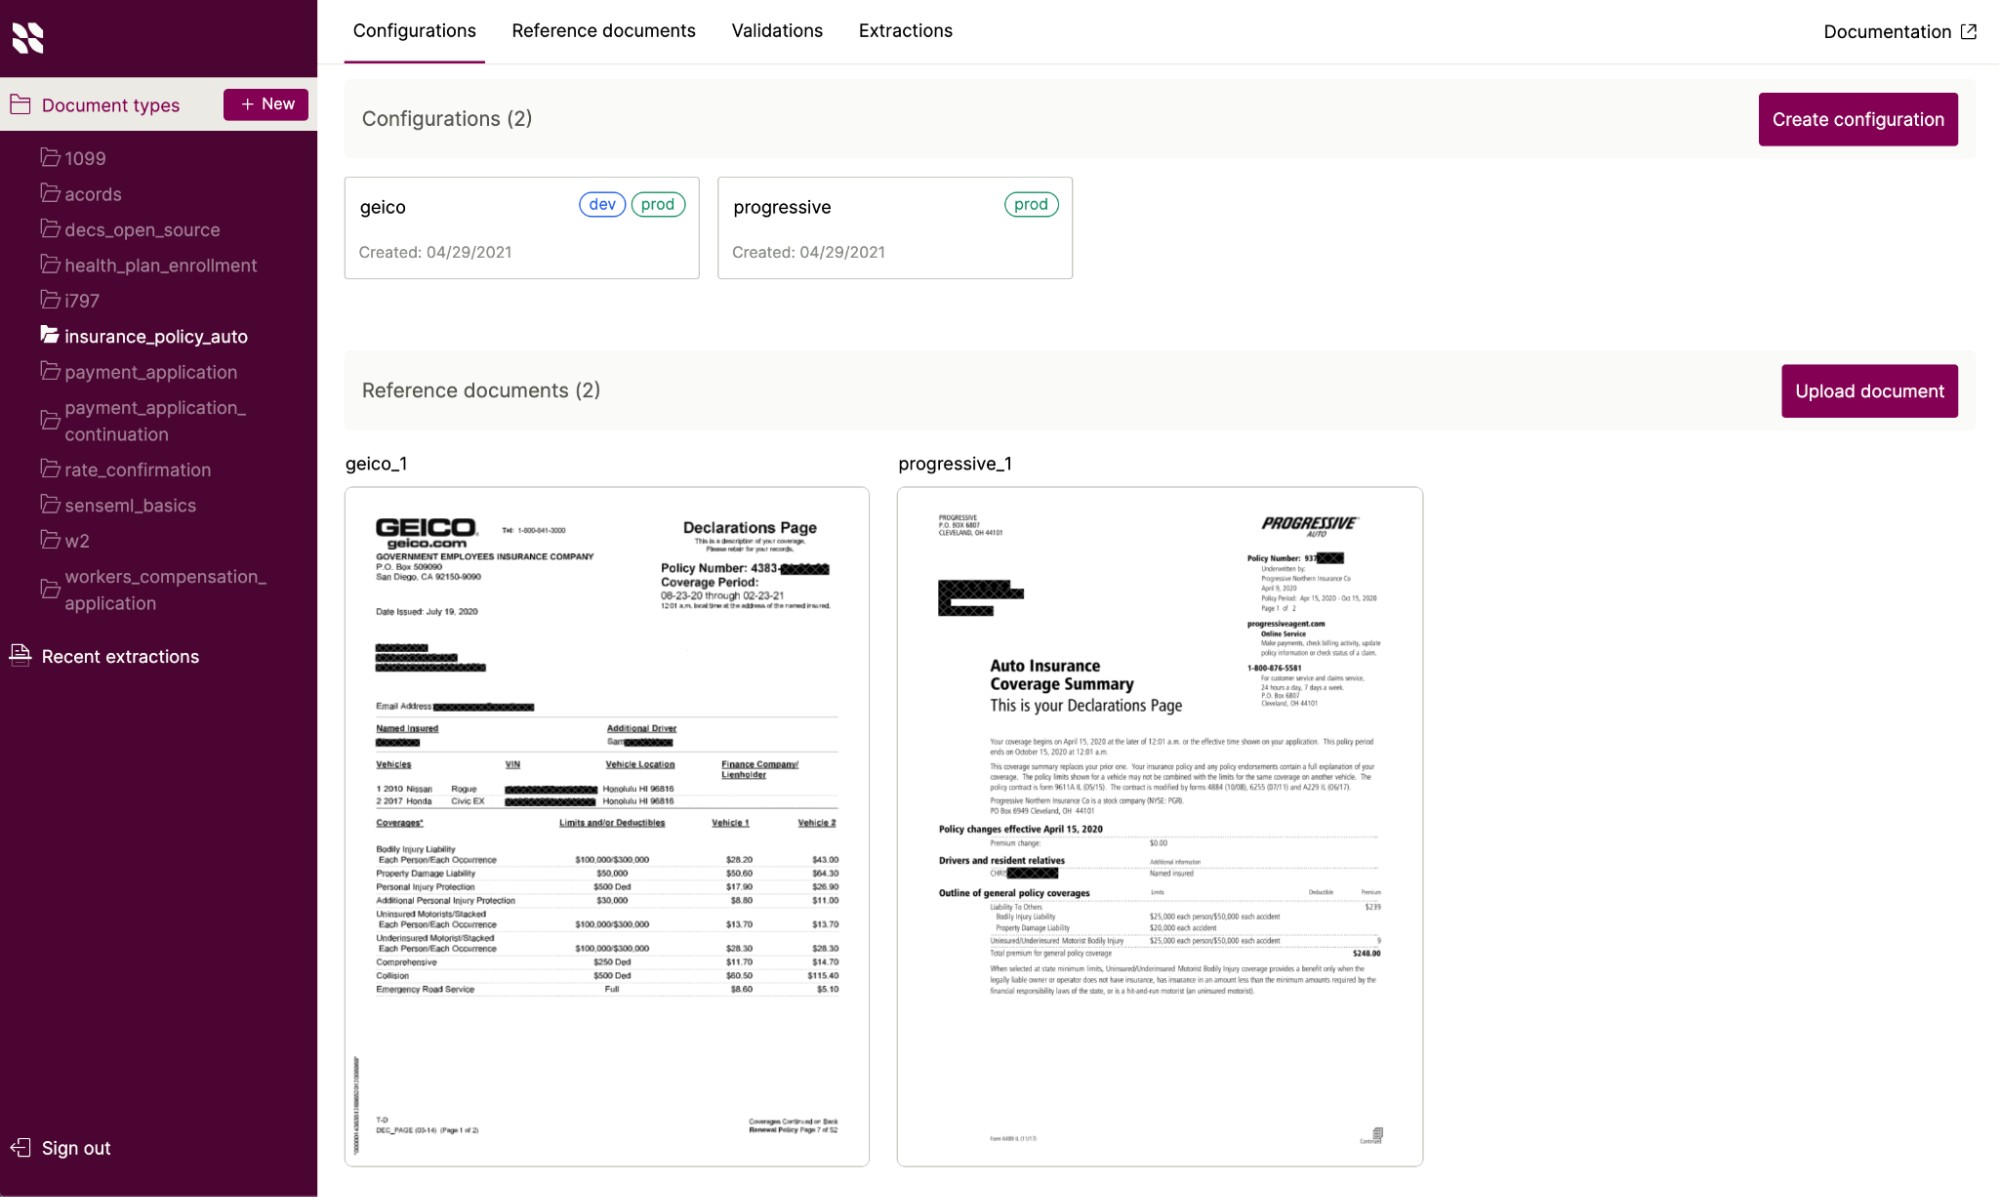 Configurations
Reference documents
Validations
Extractions
Documentation
Document types
+ New
1099
acords
decs_open_source
health_plan_enrollment
i797
insurance_policy_auto
payment_application
payment_application_
continuation
rate_confirmation
senseml_basics
w2
workers_compensation_
application
Recent extractions
Sign out
Configurations (2)
Create configuration
geico
dev
prod
Created: 04/29/2021
progressive
prod
Created: 04/29/2021
Reference documents (2)
Upload document
geico_1
GEICO.
geico.com
Tel: 1-800-841-3000
GOVERNMENT EMPLOYEES INSURANCE COMPANY
P.O. Box 509090
San Diego, CA 92150-9090
Declarations Page
This is a description of your coverage.
Please retain for your records.
Policy Number: 4383-
Coverage Period:
08-23-20 through 02-23-21
12:01 a.m. local time at the address of the named insured.
Date Issued: July 19, 2020
Email Address:
Named Insured Additional Driver
Sam
Vehicles VIN Vehicle Location Finance Company/
Lienholder
1 2010 Nissan Rogue Honolulu HI 96816
2 2017 Honda Civic EX Honolulu HI 96816
Coverages* Limits and/or Deductibles Vehicle 1 Vehicle 2
Bodily Injury Liability
Each Person/Each Occurrence $100,000/$300,000 $28.20 $43.00
Property Damage Liability $50,000 $50.60 $64.30
Personal Injury Protection $500 Ded $17.90 $26.90
Additional Personal Injury Protection $30,000 $8.80 $11.00
Uninsured Motorists/Stacked
Each Person/Each Occurrence $100,000/$300,000 $13.70 $13.70
Underinsured Motorist/Stacked
Each Person/Each Occurrence $100,000/$300,000 $28.30 $28.30
Comprehensive $250 Ded $11.70 $14.70
Collision $500 Ded $60.50 $115.40
Emergency Road Service Full $8.60 $5.10
T-D
DEC_PAGE (03-14) (Page 1 of 2)
Coverages Continued on Back
Renewal Policy Page 7 of 52
progressive_1
PROGRESSIVE
P.O. BOX 6807
CLEVELAND, OH 44101
PROGRESSIVE
AUTO
Policy Number: 937
Underwritten by:
Progressive Northern Insurance Co
April 9, 2020
Policy Period: Apr 15, 2020 - Oct 15, 2020
Page 1 of 2
progressiveagent.com
Online Service
Make payments, check billing activity, update
policy information or check status of a claim.
1-800-876-5581
For customer service and claims service,
24 hours a day, 7 days a week.
P.O. Box 6807
Cleveland, OH 44101
Auto Insurance
Coverage Summary
This is your Declarations Page
Your coverage begins on April 15, 2020 at the later of 12:01 a.m. or the effective time shown on your application. This policy period
ends on October 15, 2020 at 12:01 a.m.
This coverage summary replaces your prior one. Your insurance policy and any policy endorsements contain a full explanation of your
coverage. The policy limits shown for a vehicle may not be combined with the limits for the same coverage on another vehicle. The
policy contract is form 9611A IL (05/15). The contract is modified by forms 4884 (10/08), 6255 (07/11) and A229 IL (06/17).
Progressive Northern Insurance Co is a stock company (NYSE: PGR).
PO Box 6949 Cleveland, OH 44101
Policy changes effective April 15, 2020
Premium change: $0.00
Drivers and resident relatives Additional information
CHRIS Named insured
Outline of general policy coverages Limits Deductible Premium
Liability To Others $239
Bodily Injury Liability $25,000 each person/$50,000 each accident
Property Damage Liability $20,000 each accident
Uninsured/Underinsured Motorist Bodily Injury $25,000 each person/$50,000 each accident 9
Total premium for general policy coverage $248.00
When selected at state minimum limits, Uninsured/Underinsured Motorist Bodily Injury coverage provides a benefit only when the
legally liable owner or operator does not have insurance, has insurance in an amount less than the minimum amounts required by the
financial responsibility laws of the state, or is a hit-and-run motorist (an uninsured motorist).
Form 6489 IL (11/17)
Continued